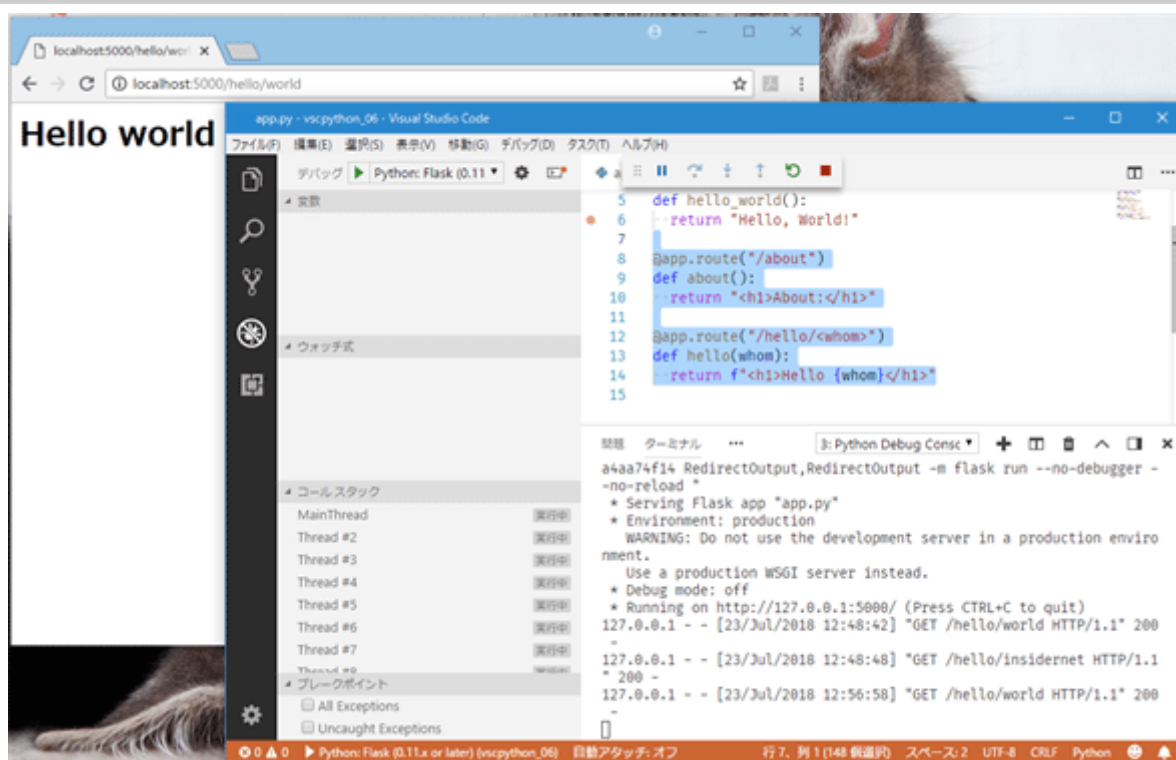 localhost:5000/hello/worl
localhost:5000/hello/world
Hello world
app.py - vscpython_06 - Visual Studio Code
ファイル(F) 編集(E) 選択(S) 表示(V) 移動(G) デバッグ(D) タスク(T) ヘルプ(H)
デバッグ Python: Flask (0.11
変数
ウォッチ式
コールスタック
MainThread 実行中
Thread #2 実行中
Thread #3 実行中
Thread #4 実行中
Thread #5 実行中
Thread #6 実行中
Thread #7 実行中
Thread #8
ブレークポイント
All Exceptions
Uncaught Exceptions
5 def hello_world():
6 return "Hello, World!"
7
8 @app.route("/about")
9 def about():
10 return "<h1>About:</h1>"
11
12 @app.route("/hello/<whom>")
13 def hello(whom):
14 return f"<h1>Hello {whom}</h1>"
15
問題 ターミナル ••• 3: Python Debug Consc
a4aa74f14 RedirectOutput,RedirectOutput -m flask run --no-debugger -
-no-reload "
* Serving Flask app "app.py"
* Environment: production
WARNING: Do not use the development server in a production enviro
nment.
Use a production WSGI server instead.
* Debug mode: off
* Running on http://127.0.0.1:5000/ (Press CTRL+C to quit)
127.0.0.1 - - [23/Jul/2018 12:48:42] "GET /hello/world HTTP/1.1" 200
-
127.0.0.1 - - [23/Jul/2018 12:48:48] "GET /hello/insidernet HTTP/1.1
" 200 -
127.0.0.1 - - [23/Jul/2018 12:56:58] "GET /hello/world HTTP/1.1" 200
-
0 0 Python: Flask (0.11.x or later) (vscpython_06) 自動アタッチ: オフ 行 7、列 1 (148 個選択) スペース: 2 UTF-8 CRLF Python